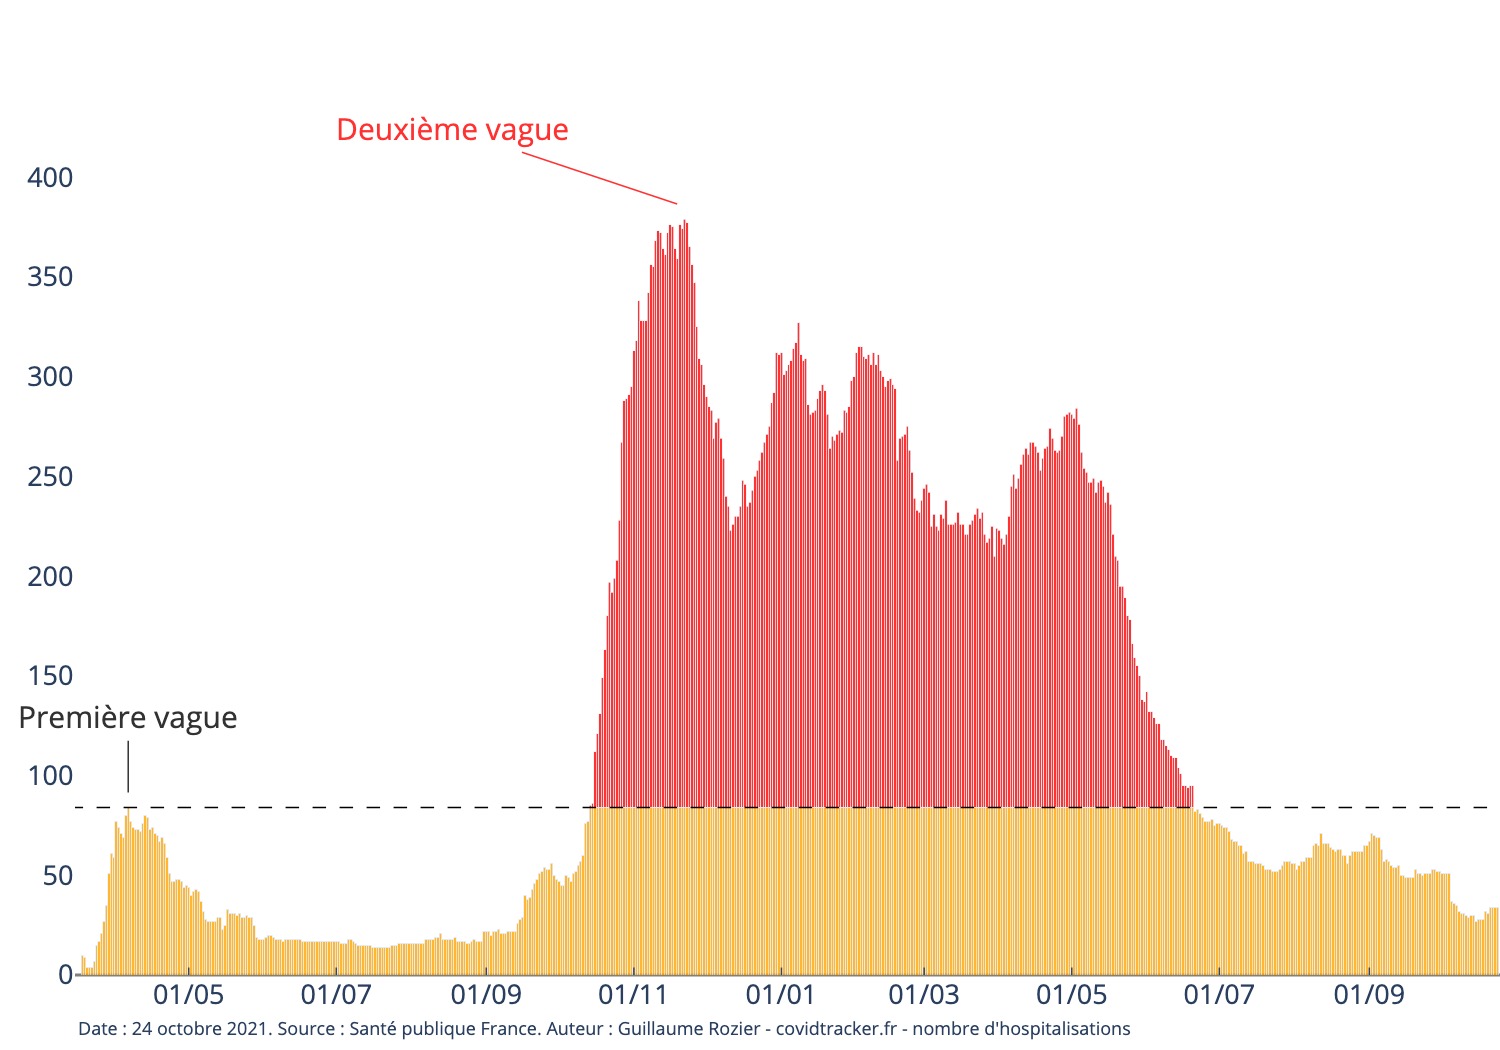 Deuxième vague
400
350
300
250
200
150
Première vague
100
50
0
01/05 01/07 01/09 01/11 01/01 01/03 01/05 01/07 01/09
Date : 24 octobre 2021. Source : Santé publique France. Auteur : Guillaume Rozier - covidtracker.fr - nombre d'hospitalisations